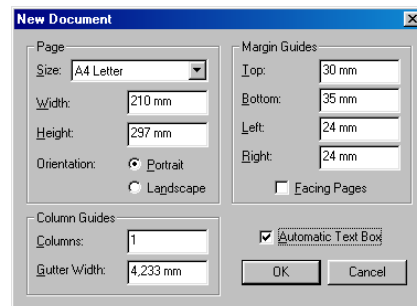 New Document
Page
Size: A4 Letter
Width: 210 mm
Height: 297 mm
Orientation: Portrait
Landscape
Margin Guides
Top: 30 mm
Bottom: 35 mm
Left: 24 mm
Right: 24 mm
Facing Pages
Column Guides
Columns: 1
Gutter Width: 4,233 mm
Automatic Text Box
OK Cancel